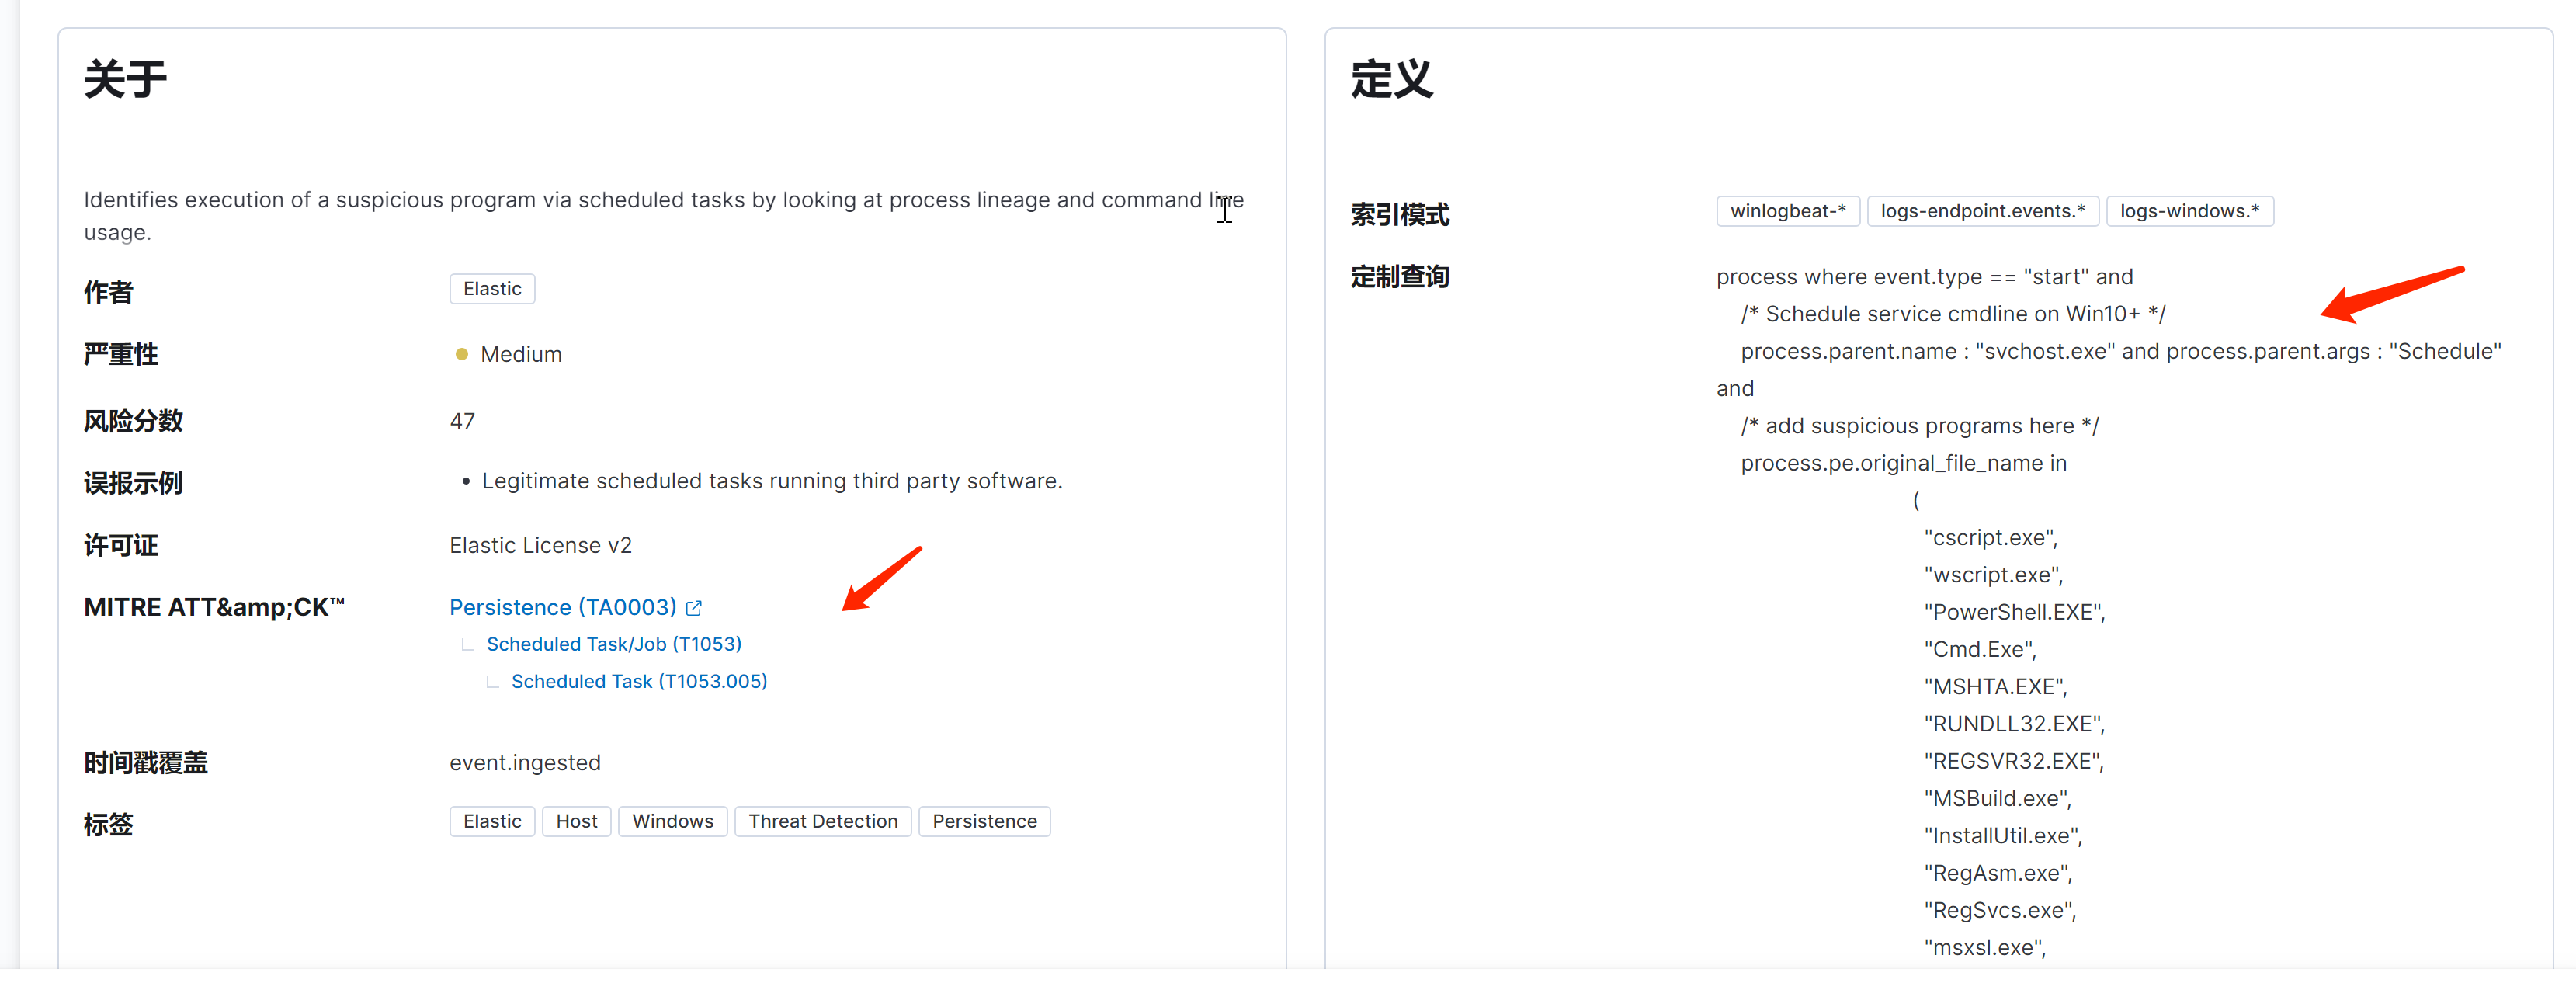 关于
Identifies execution of a suspicious program via scheduled tasks by looking at process lineage and command line
usage.
作者
Elastic
严重性
Medium
风险分数
47
误报示例
• Legitimate scheduled tasks running third party software.
许可证
Elastic License v2
MITRE ATT&amp;CK™
Persistence (TA0003)
Scheduled Task/Job (T1053)
Scheduled Task (T1053.005)
时间戳覆盖
event.ingested
标签
Elastic Host Windows Threat Detection Persistence
定义
索引模式
winlogbeat-* logs-endpoint.events.* logs-windows.*
定制查询
process where event.type == "start" and
/* Schedule service cmdline on Win10+ */
process.parent.name : "svchost.exe" and process.parent.args : "Schedule"
and
/* add suspicious programs here */
process.pe.original_file_name in
(
"cscript.exe",
"wscript.exe",
"PowerShell.EXE",
"Cmd.Exe",
"MSHTA.EXE",
"RUNDLL32.EXE",
"REGSVR32.EXE",
"MSBuild.exe",
"InstallUtil.exe",
"RegAsm.exe",
"RegSvcs.exe",
"msxsl.exe",